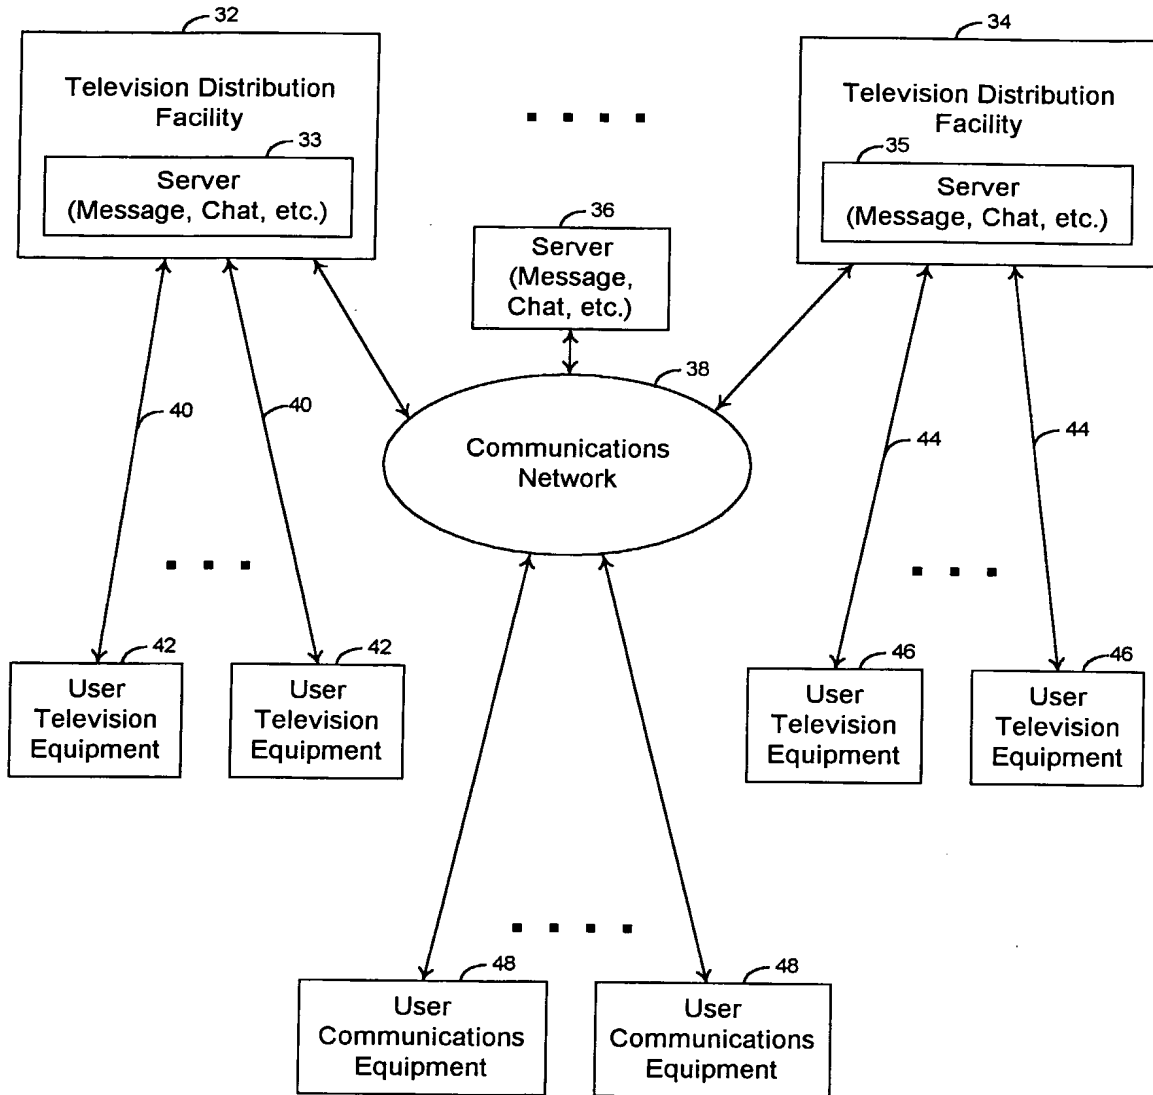 32
Television Distribution
Facility
33
Server
(Message, Chat, etc.)
34
Television Distribution
Facility
35
Server
(Message, Chat, etc.)
36
Server
(Message,
Chat, etc.)
38
Communications
Network
40
40
44
44
42
User
Television
Equipment
42
User
Television
Equipment
46
User
Television
Equipment
46
User
Television
Equipment
48
User
Communications
Equipment
48
User
Communications
Equipment